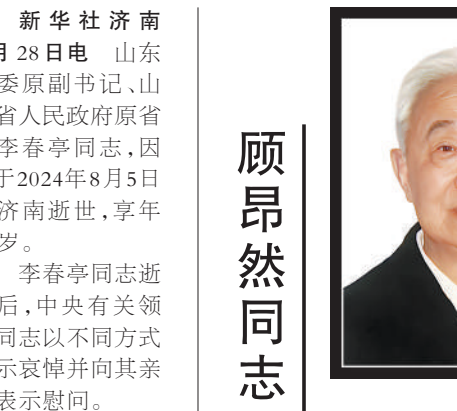 新华社济南
月28日电 山东
委原副书记、山
省人民政府原省
李春亭同志,因
于2024年8月5日
济南逝世,享年
岁。
李春亭同志逝
后,中央有关领
同志以不同方式
示哀悼并向其亲
表示慰问。
顾昂然同志